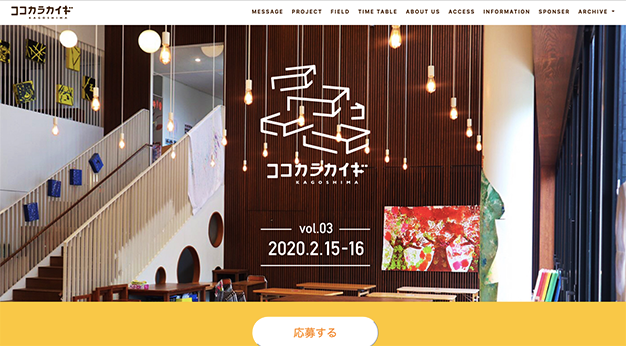 ココカラカイギ
KAGOSHIMA
MESSAGE PROJECT FIELD TIME TABLE ABOUT US ACCESS INFORMATION SPONSER ARCHIVE
ココカラカイギ
KAGOSHIMA
vol.03
2020.2.15-16
応募する